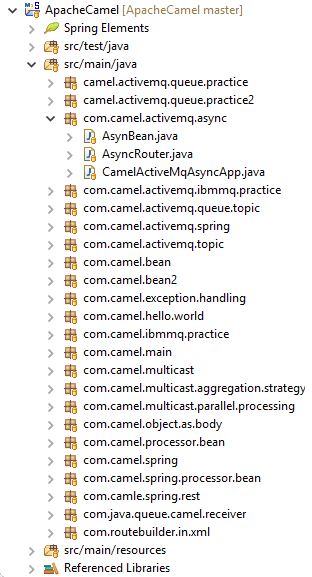 ApacheCamel [ApacheCamel master]
Spring Elements
src/test/java
src/main/java
camel.activemq.queue.practice
camel.activemq.queue.practice2
com.camel.activemq.async
AsynBean.java
AsyncRouter.java
CamelActiveMqAsyncApp.java
com.camel.activemq.ibmmq.practice
com.camel.activemq.queue.topic
com.camel.activemq.spring
com.camel.activemq.topic
com.camel.bean
com.camel.bean2
com.camel.exception.handling
com.camel.hello.world
com.camel.ibmmq.practice
com.camel.main
com.camel.multicast
com.camel.multicast.aggregation.strategy
com.camel.multicast.parallel.processing
com.camel.object.as.body
com.camel.processor.bean
com.camel.spring
com.camel.spring.processor.bean
com.camle.spring.rest
com.java.queue.camel.receiver
com.routebuilder.in.xml
src/main/resources
Referenced Libraries